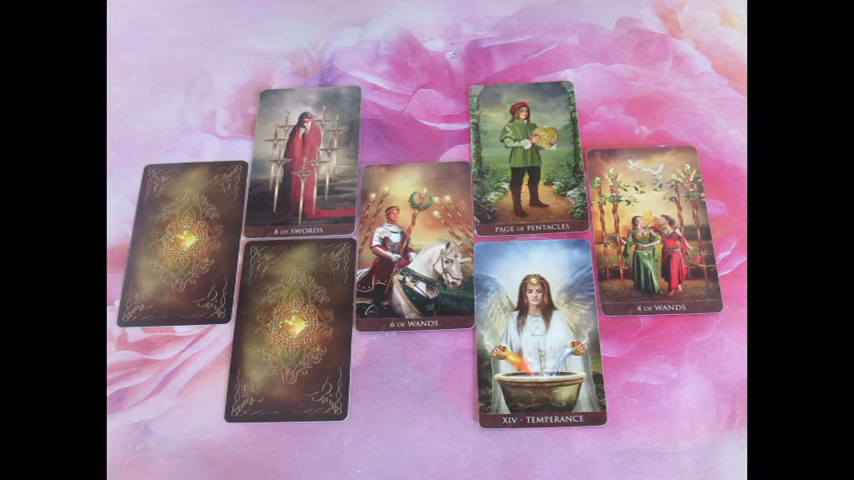 8 OF SWORDS
PAGE OF PENTACLES
6 OF WANDS
4 OF WANDS
XIV - TEMPERANCE